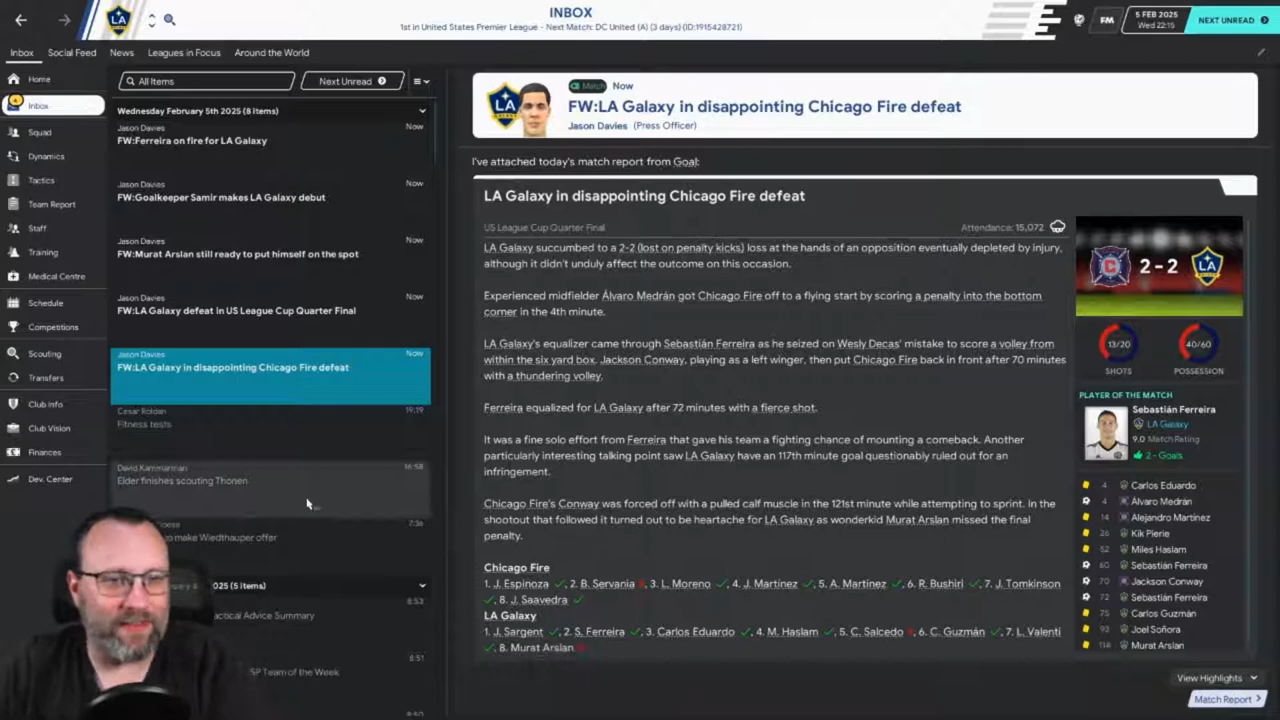 INBOX
1st in United States Premier League - Next Match: DC United (A) (3 days) (ID:1915428721)
FM
5 FEB 2025
Wed 22:15
NEXT UNREAD
Inbox
Social Feed
News
Leagues in Focus
Around the World
Home
Inbox
Squad
Dynamics
Tactics
Team Report
Staff
Training
Medical Centre
Schedule
Competitions
Scouting
Transfers
Club Info
Club Vision
Finances
Dev. Center
All Items
Next Unread
Wednesday February 5th 2025 (8 Items)
Jason Davies
Now
FW:Ferreira on fire for LA Galaxy
Jason Davies
Now
FW:Goalkeeper Samir makes LA Galaxy debut
Jason Davies
Now
FW:Murat Arslan still ready to put himself on the spot
Jason Davies
Now
FW:LA Galaxy defeat in US League Cup Quarter Final
Jason Davies
Now
FW:LA Galaxy in disappointing Chicago Fire defeat
Cesar Roldan
19:19
Fitness tests
David Kammarman
16:58
Elder finishes scouting Thonen
7:36
to make Wiedthauper offer
2025 (5 items)
8:53
actical Advice Summary
8:51
SP Team of the Week
8:50
LA
Match
Now
FW:LA Galaxy in disappointing Chicago Fire defeat
Jason Davies (Press Officer)
I've attached today's match report from Goal:
LA Galaxy in disappointing Chicago Fire defeat
US League Cup Quarter Final
Attendance: 15,072
LA Galaxy succumbed to a 2-2 (lost on penalty kicks) loss at the hands of an opposition eventually depleted by injury,
although it didn't unduly affect the outcome on this occasion.
Experienced midfielder Álvaro Medrán got Chicago Fire off to a flying start by scoring a penalty into the bottom
corner in the 4th minute.
LA Galaxy's equalizer came through Sebastián Ferreira as he seized on Wesly Decas' mistake to score a volley from
within the six yard box. Jackson Conway, playing as a left winger, then put Chicago Fire back in front after 70 minutes
with a thundering volley.
Ferreira equalized for LA Galaxy after 72 minutes with a fierce shot.
It was a fine solo effort from Ferreira that gave his team a fighting chance of mounting a comeback. Another
particularly interesting talking point saw LA Galaxy have an 117th minute goal questionably ruled out for an
infringement.
Chicago Fire's Conway was forced off with a pulled calf muscle in the 121st minute while attempting to sprint. In the
shootout that followed it turned out to be heartache for LA Galaxy as wonderkid Murat Arslan missed the final
penalty.
Chicago Fire
1. J. Espinoza ✓, 2. B. Servania, 3. L. Moreno ✓, 4. J. Martínez ✓, 5. A. Martínez ✓, 6. R. Bushiri ✓, 7. J. Tomkinson
✓, 8. J. Saavedra ✓
LA Galaxy
1. J. Sargent ✓, 2. S. Ferreira ✓, 3. Carlos Eduardo ✓, 4. M. Haslam ✓, 5. C. Salcedo, 6. C. Guzmán ✓, 7. L. Valenti
✓, 8. Murat Arslan
2 - 2
13/20
SHOTS
40/60
POSSESSION
PLAYER OF THE MATCH
Sebastián Ferreira
LA Galaxy
9.0 Match Rating
2 - Goals
4 Carlos Eduardo
4 Álvaro Medrán
14 Alejandro Martínez
26 Kik Pierie
52 Miles Haslam
60 Sebastián Ferreira
70 Jackson Conway
72 Sebastián Ferreira
75 Carlos Guzmán
92 Joel Soñora
Murat Arslan
View Highlights
Match Report